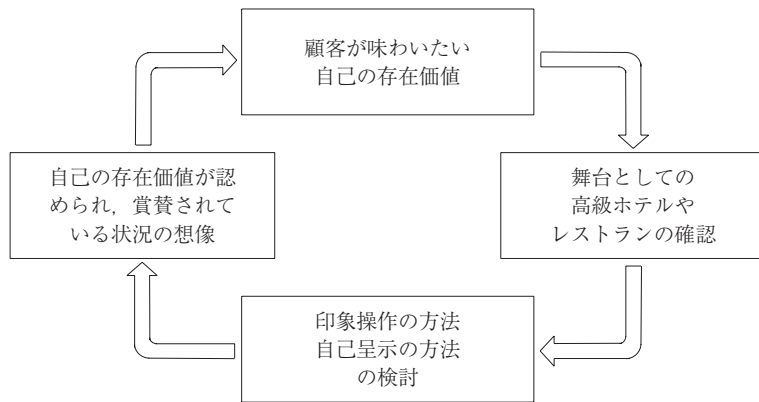 顧客が味わいたい
自己の存在価値
舞台としての
高級ホテルや
レストランの確認
印象操作の方法
自己呈示の方法
の検討
自己の存在価値が認
められ，賞賛されて
いる状況の想像